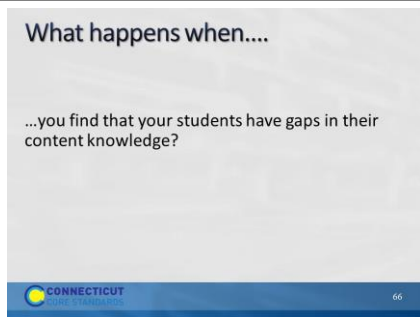 What happens when....
...you find that your students have gaps in their
content knowledge?
CONNECTICUT
CORE STANDARDS
66